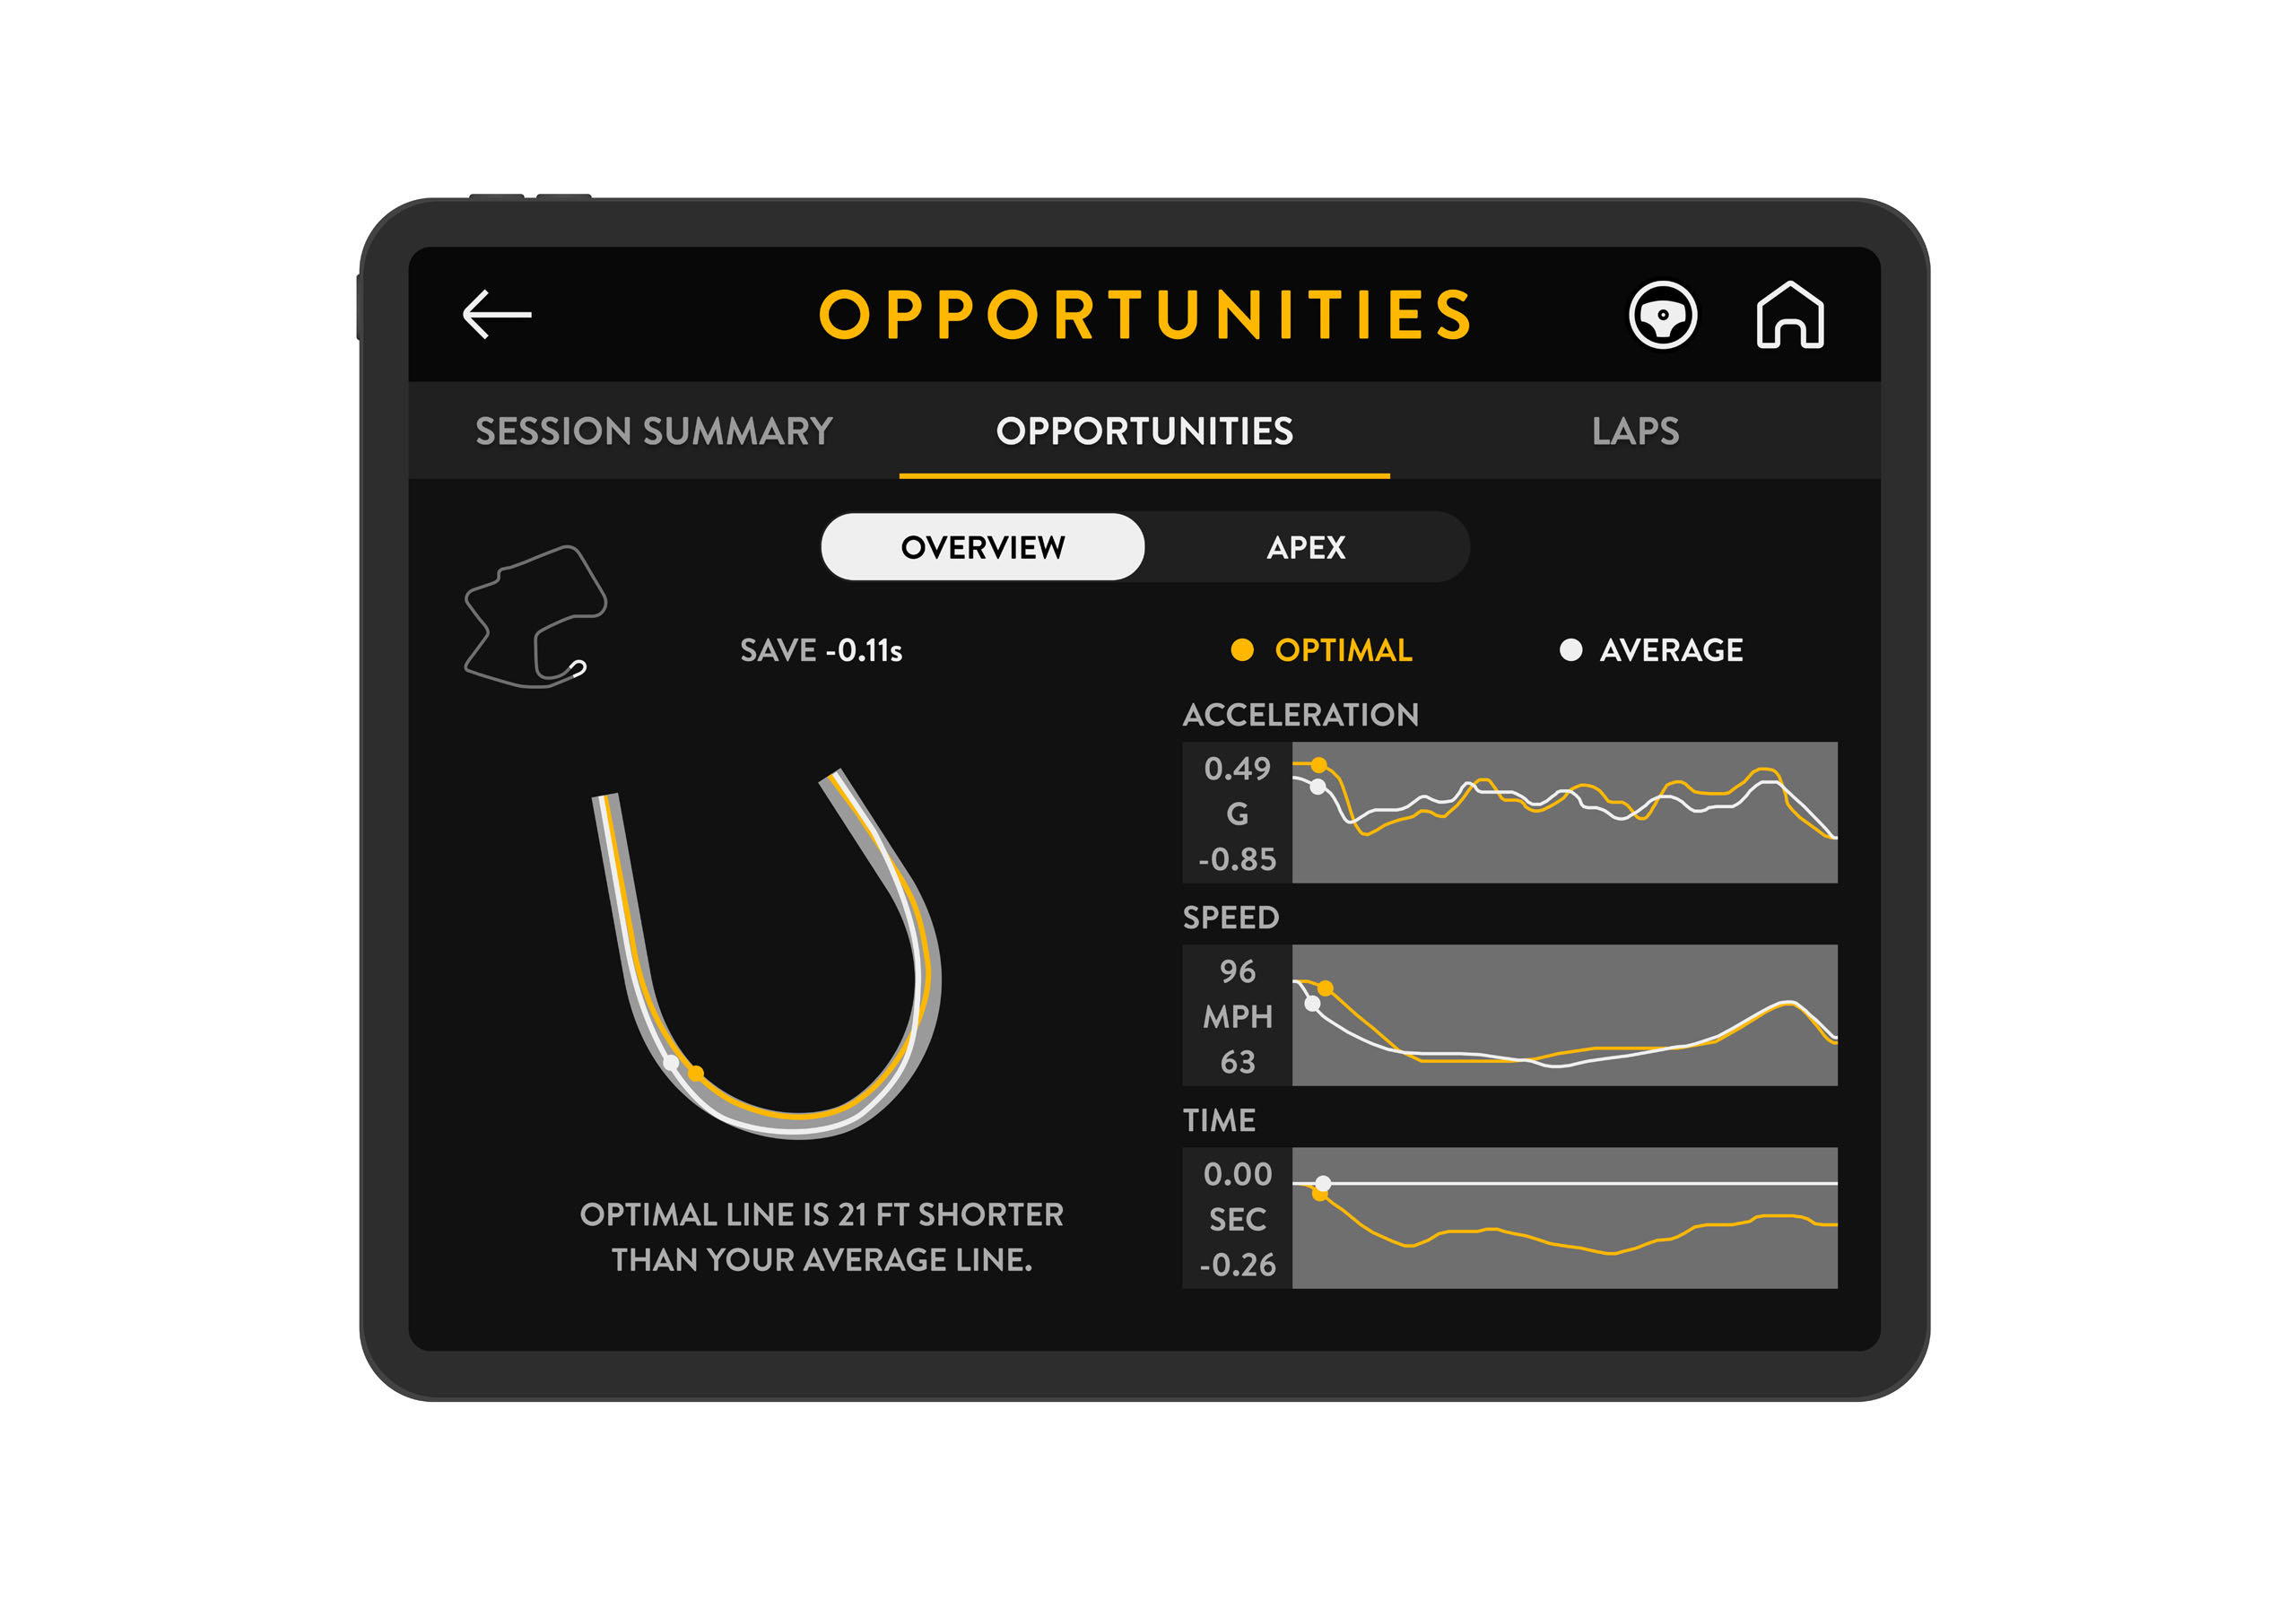 OPPORTUNITIES
SESSION SUMMARY
OPPORTUNITIES
LAPS
OVERVIEW
APEX
SAVE -0.11s
OPTIMAL
AVERAGE
ACCELERATION
0.49
G
-0.85
SPEED
96
MPH
63
TIME
0.00
SEC
-0.26
OPTIMAL LINE IS 21 FT SHORTER
THAN YOUR AVERAGE LINE.